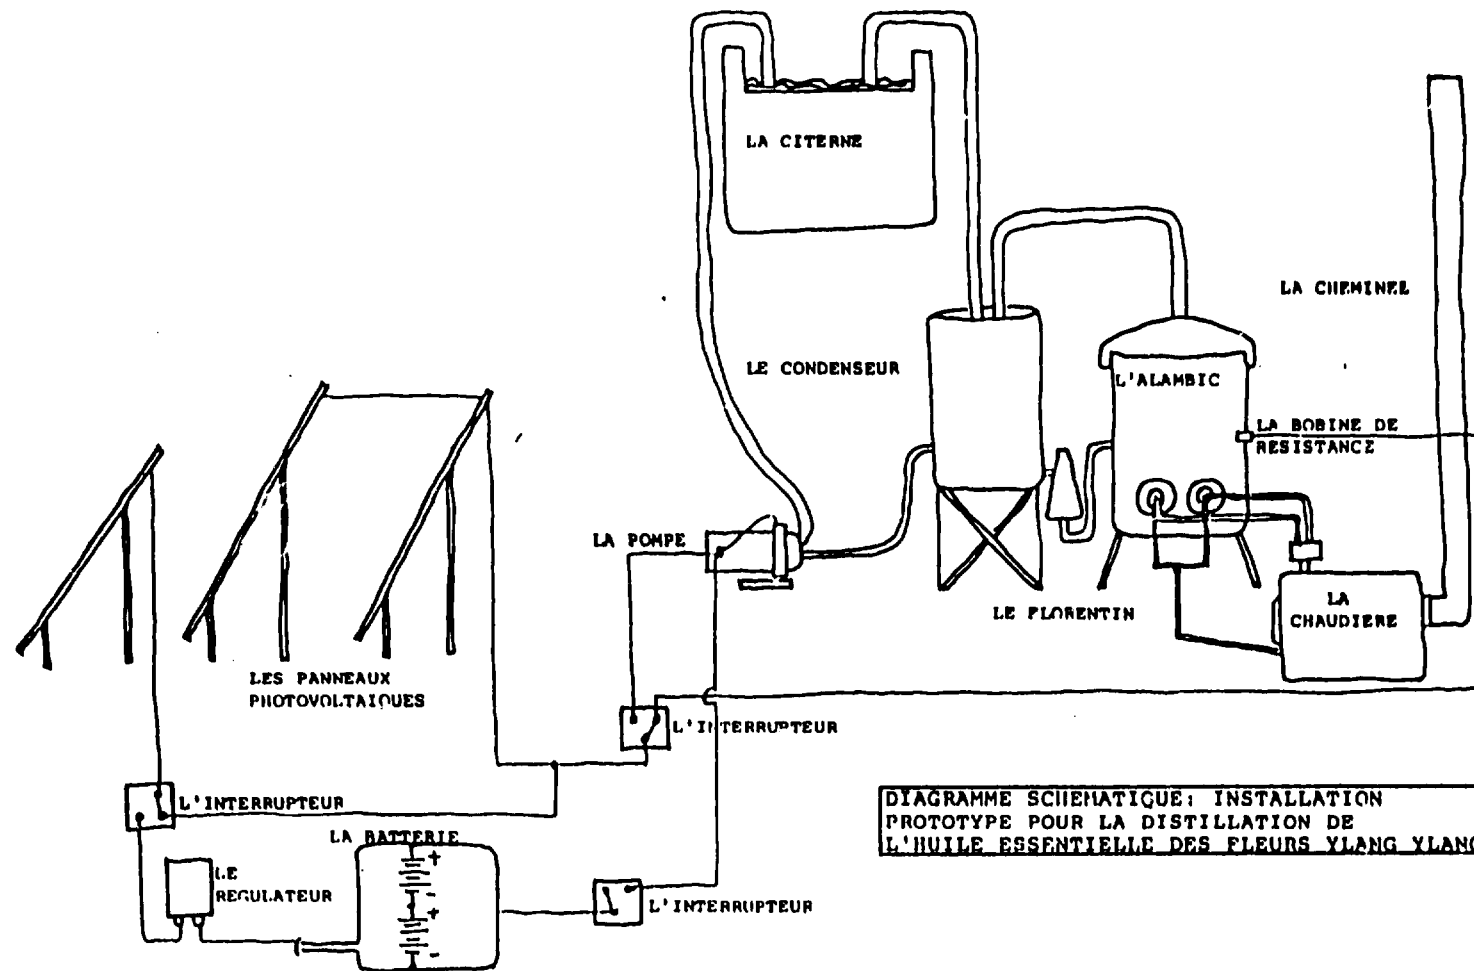 LA CITERNE
LA CHEMINEE
LE CONDENSEUR
L'ALAMBIC
LA BOBINE DE
RESISTANCE
LA POMPE
LE FLORENTIN
LA
CHAUDIERE
LES PANNEAUX
PHOTOVOLTAIQUES
L'INTERRUPTEUR
L'INTERRUPTEUR
LA BATTERIE
+
-
+
-
LE
REGULATEUR
L'INTERRUPTEUR
DIAGRAMME SCHEMATIQUE: INSTALLATION
PROTOTYPE POUR LA DISTILLATION DE
L'HUILE ESSENTIELLE DES FLEURS YLANG YLANG